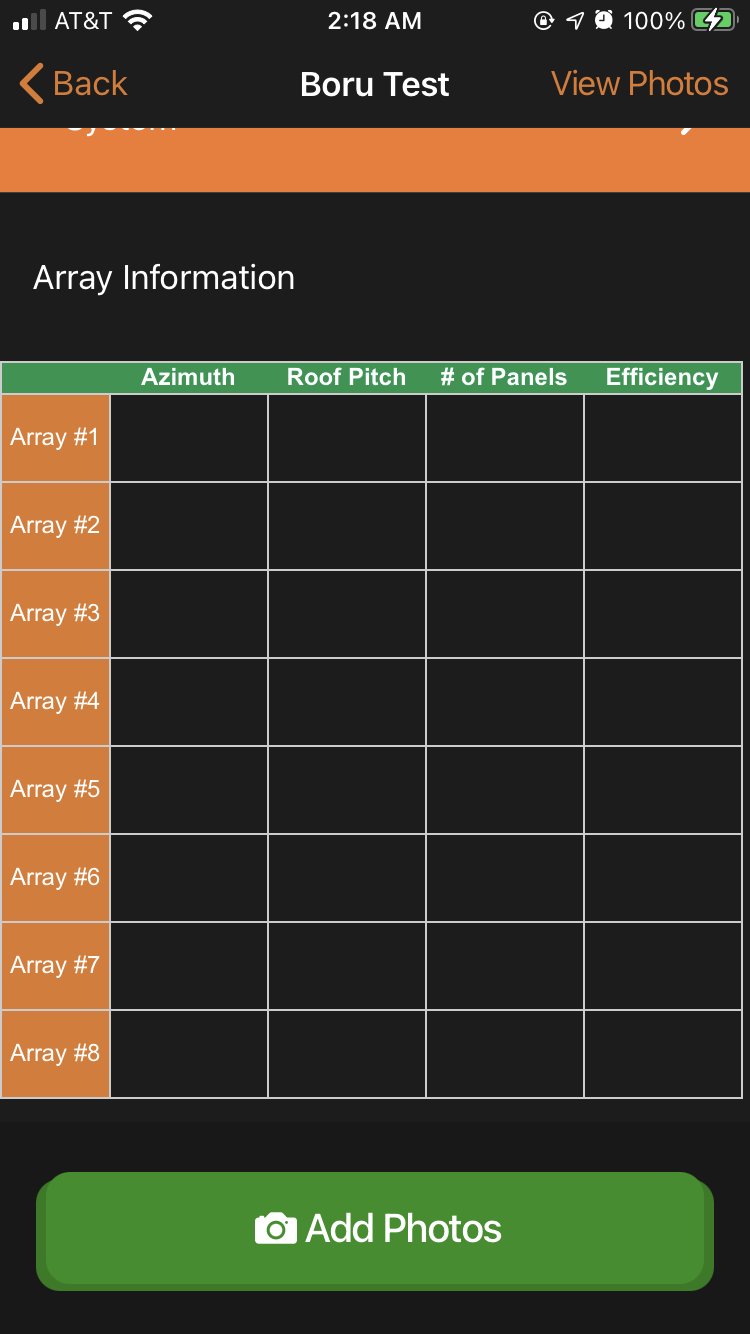 AT&T 2:18 AM 100%
Back Boru Test View Photos
System
Array Information
Azimuth Roof Pitch # of Panels Efficiency
Array #1
Array #2
Array #3
Array #4
Array #5
Array #6
Array #7
Array #8
Add Photos